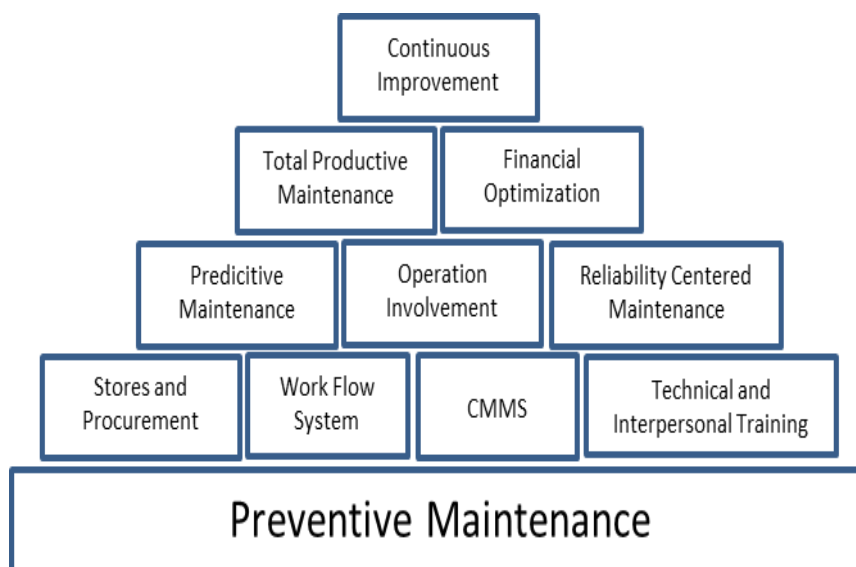 Continuous
Improvement
Total Productive
Maintenance
Financial
Optimization
Predicitive
Maintenance
Operation
Involvement
Reliability Centered
Maintenance
Stores and
Procurement
Work Flow
System
CMMS
Technical and
Interpersonal Training
Preventive Maintenance